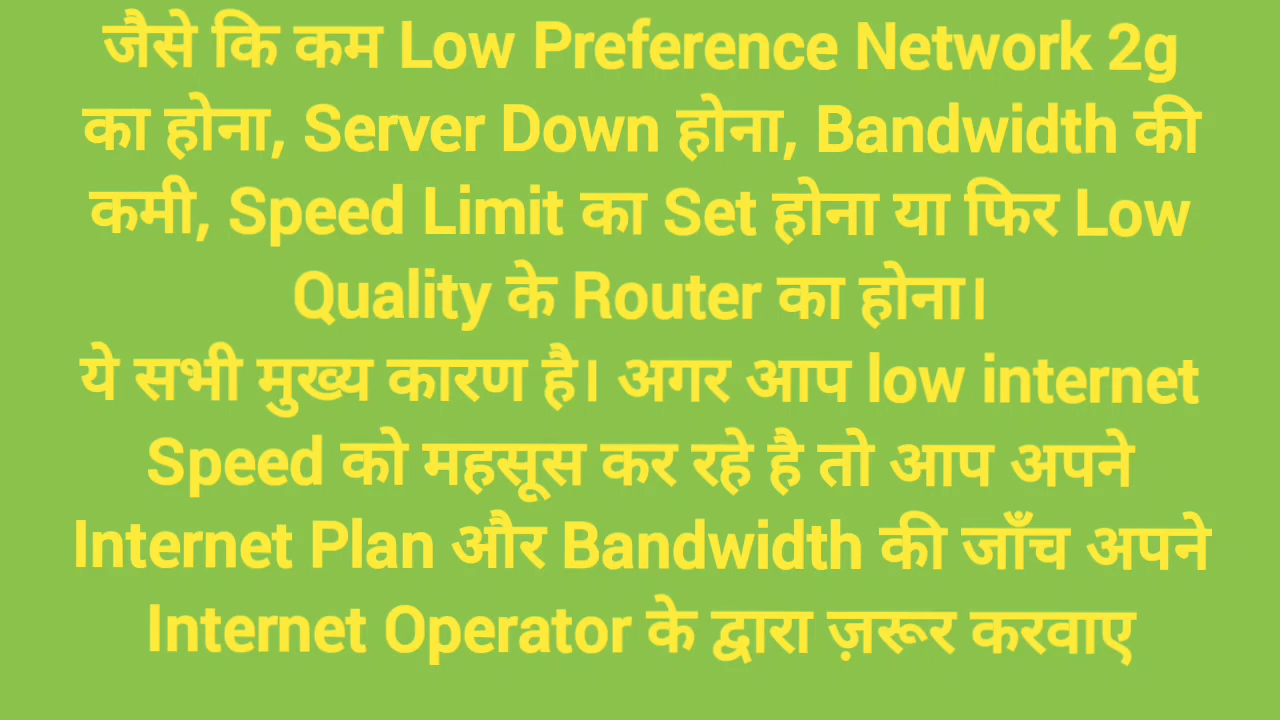 जैसे कि कम Low Preference Network 2g
का होना, Server Down होना, Bandwidth की
कमी, Speed Limit का Set होना या फिर Low
Quality के Router का होना।
ये सभी मुख्य कारण है। अगर आप low internet
Speed को महसूस कर रहे है तो आप अपने
Internet Plan और Bandwidth की जाँच अपने
Internet Operator के द्वारा ज़रूर करवाए